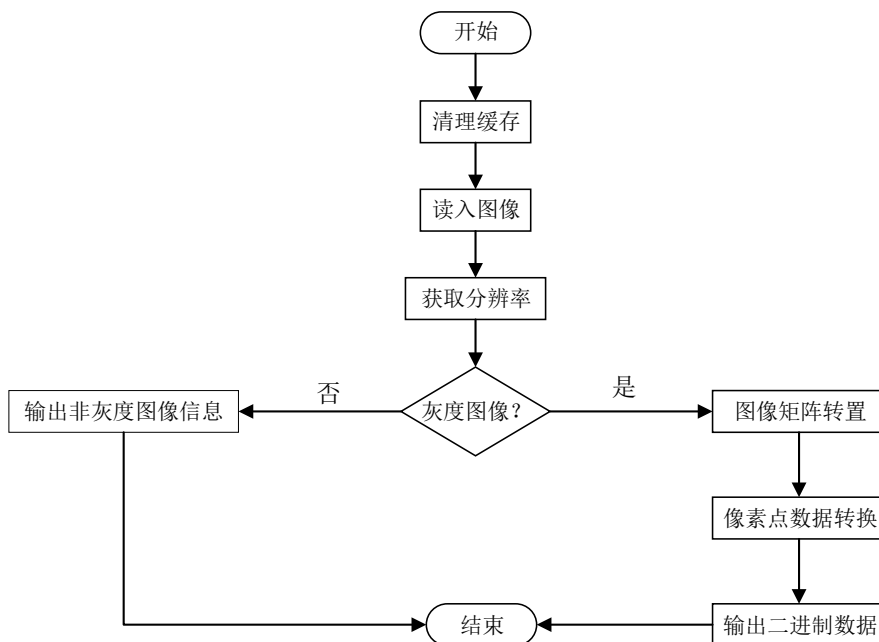 开始
清理缓存
读入图像
获取分辨率
灰度图像？
否
是
输出非灰度图像信息
图像矩阵转置
像素点数据转换
输出二进制数据
结束